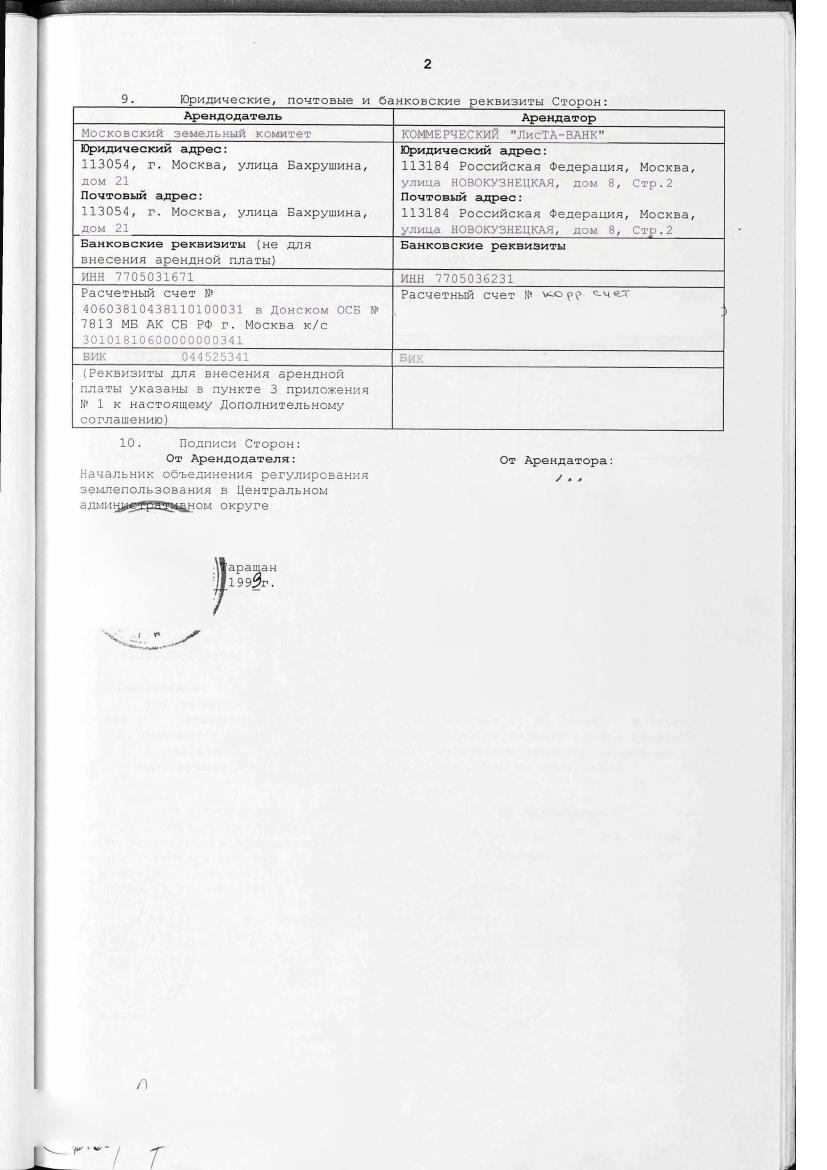 2
9. Юридические, почтовые и банковские реквизиты Сторон:
Арендодатель
Арендатор
Московский земельный комитет
КОММЕРЧЕСКИЙ "ЛисТА-ВАНК"
Юридический адрес:
113054, г. Москва, улица Бахрушина,
дом 21
Почтовый адрес:
113054, г. Москва, улица Бахрушина,
дом 21
Юридический адрес:
113184 Российская Федерация, Москва,
улица НОВОКУЗНЕЦКАЯ, дом 8, Стр.2
Почтовый адрес:
113184 Российская Федерация, Москва,
улица НОВОКУЗНЕЦКАЯ, дом 8, Стр.2
Банковские реквизиты (не для
внесения арендной платы)
Банковские реквизиты
ИНН 7705031671
ИНН 7705036231
Расчетный счет №
40603810438110100031 в Донском ОСБ №
7813 МБ АК СБ РФ г. Москва к/с
30101810600000000341
Расчетный счет № корр. счет
БИК 044525341
Бик
(Реквизиты для внесения арендной
платы указаны в пункте 3 приложения
№ 1 к настоящему Дополнительному
соглашению)
10. Подписи Сторон:
От Арендодателя:
От Арендатора:
Начальник объединения регулирования
землепользования в Центральном
административном округе
Таращан
1999г.